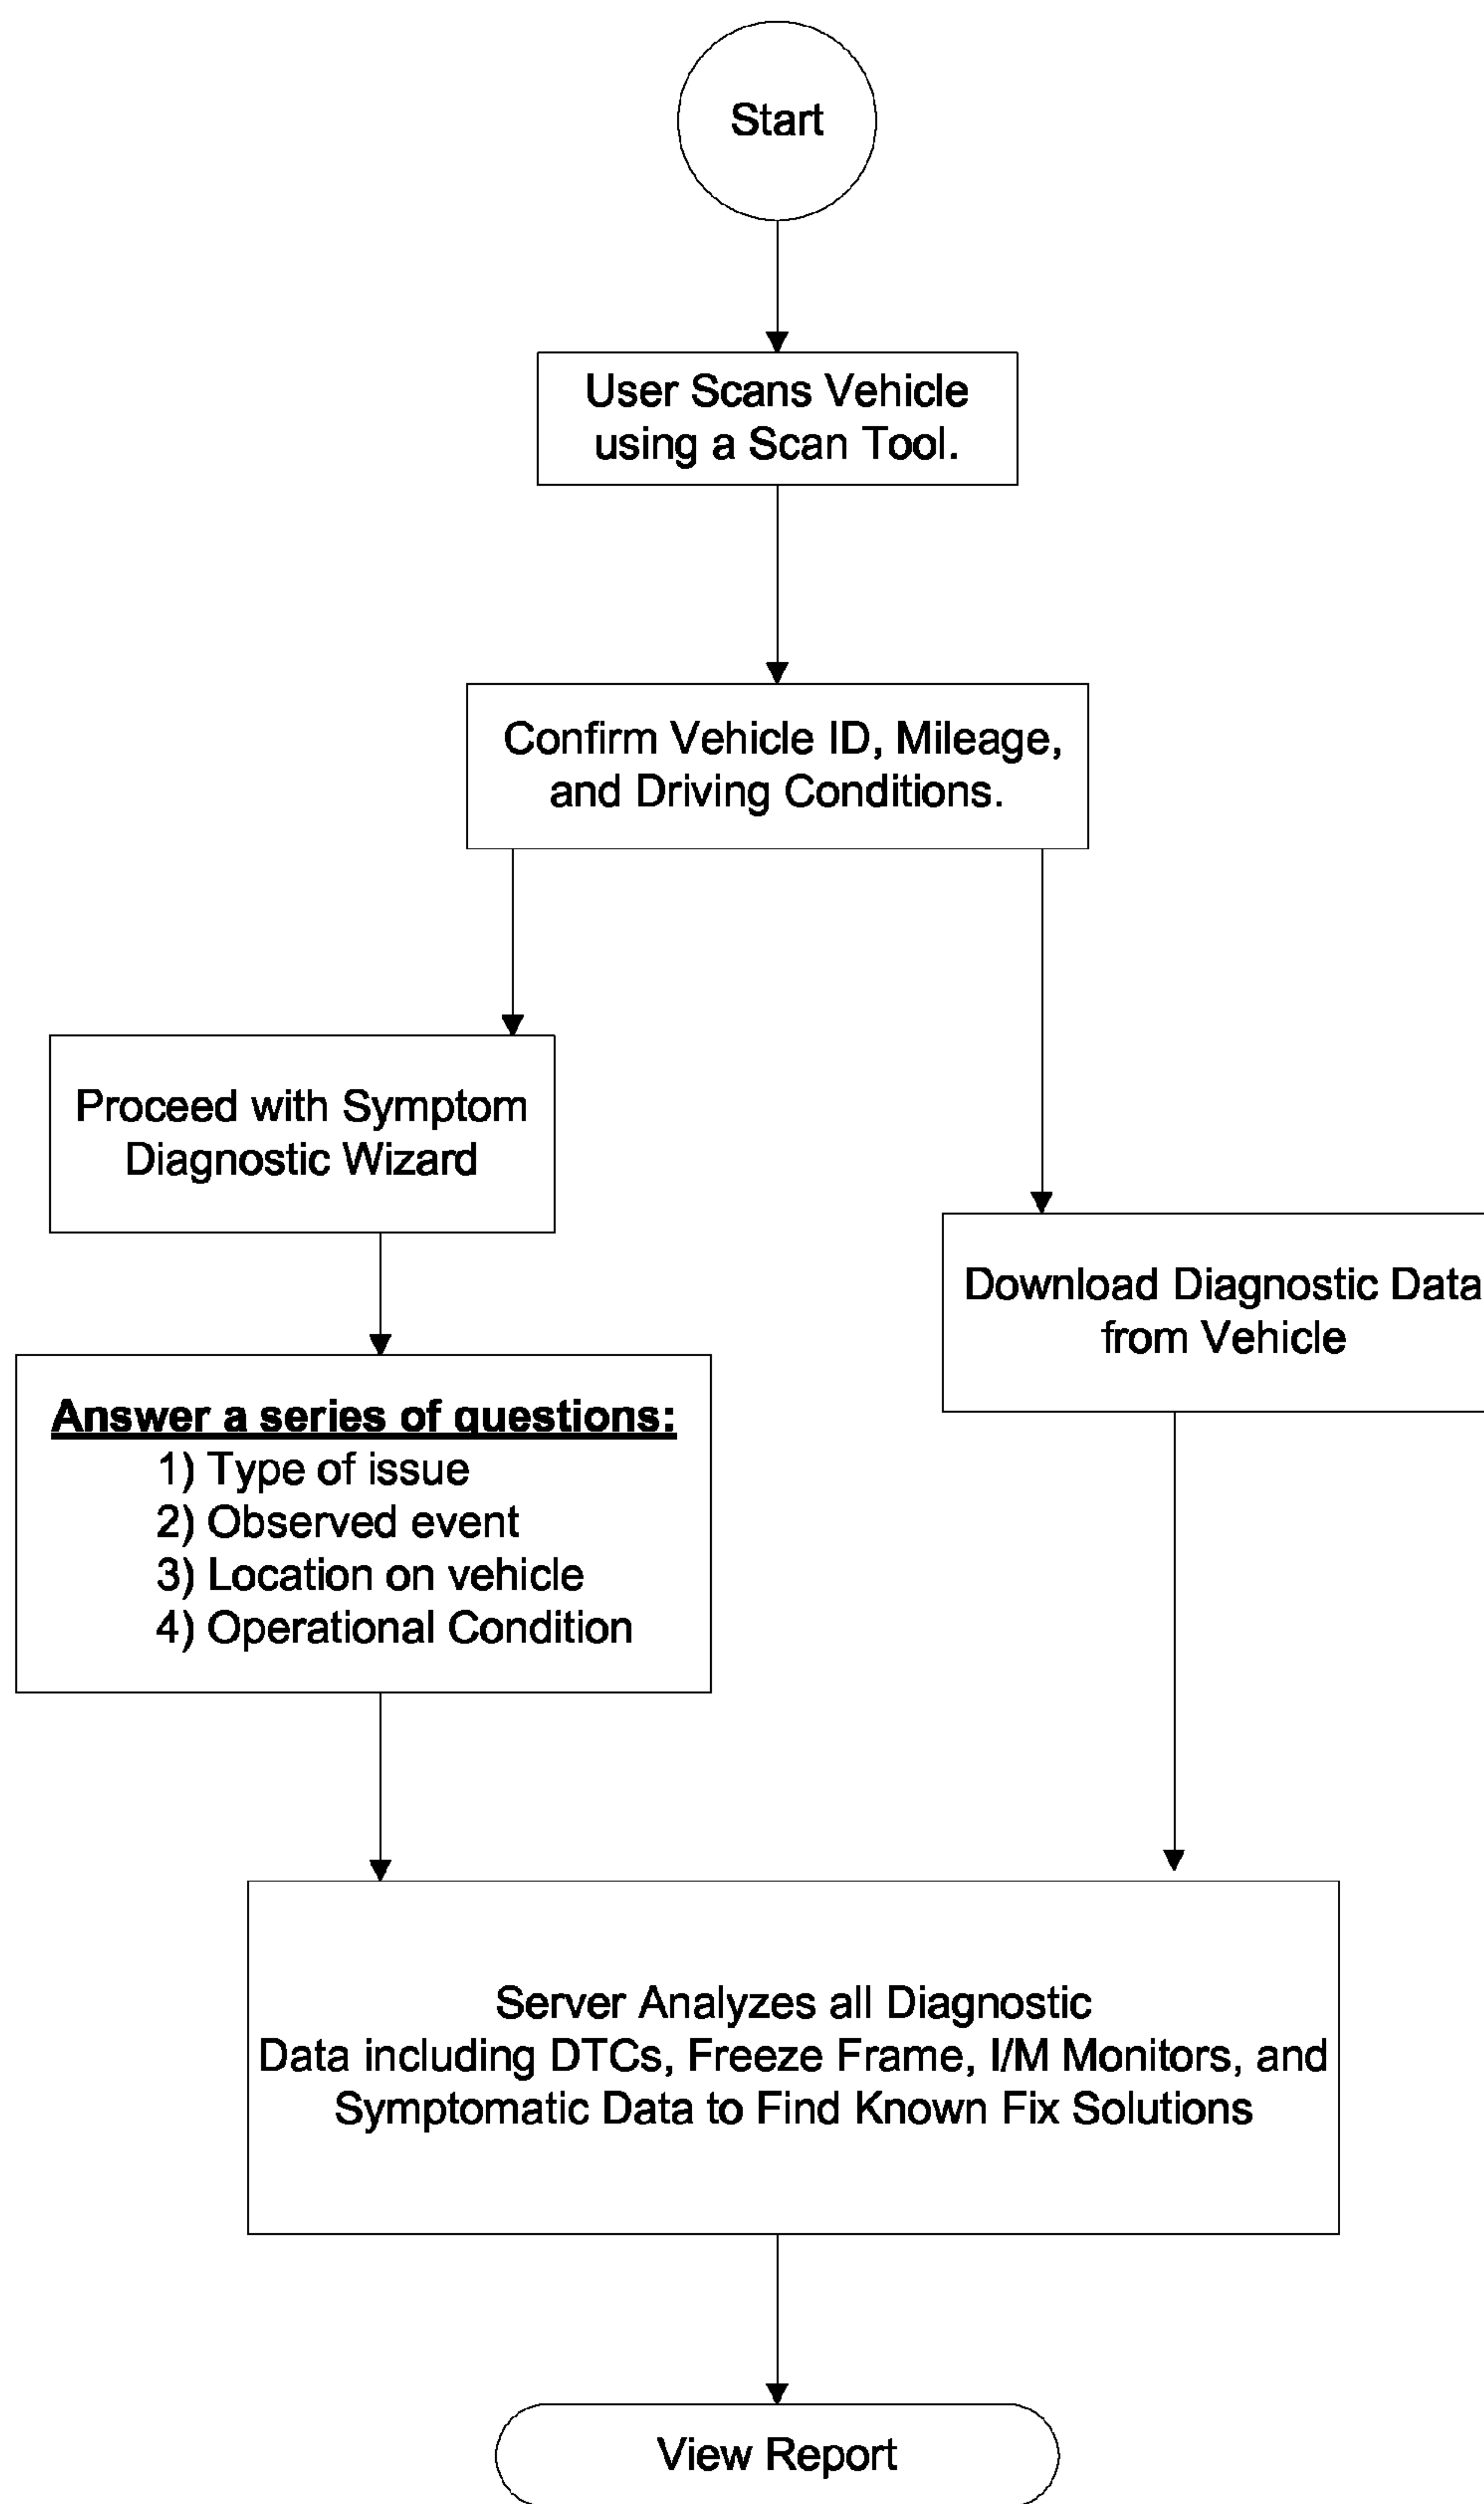 Start
User Scans Vehicle
using a Scan Tool.
Confirm Vehicle ID, Mileage,
and Driving Conditions.
Proceed with Symptom
Diagnostic Wizard
Download Diagnostic Data
from Vehicle
Answer a series of questions:
1) Type of issue
2) Observed event
3) Location on vehicle
4) Operational Condition
Server Analyzes all Diagnostic
Data including DTCs, Freeze Frame, I/M Monitors, and
Symptomatic Data to Find Known Fix Solutions
View Report